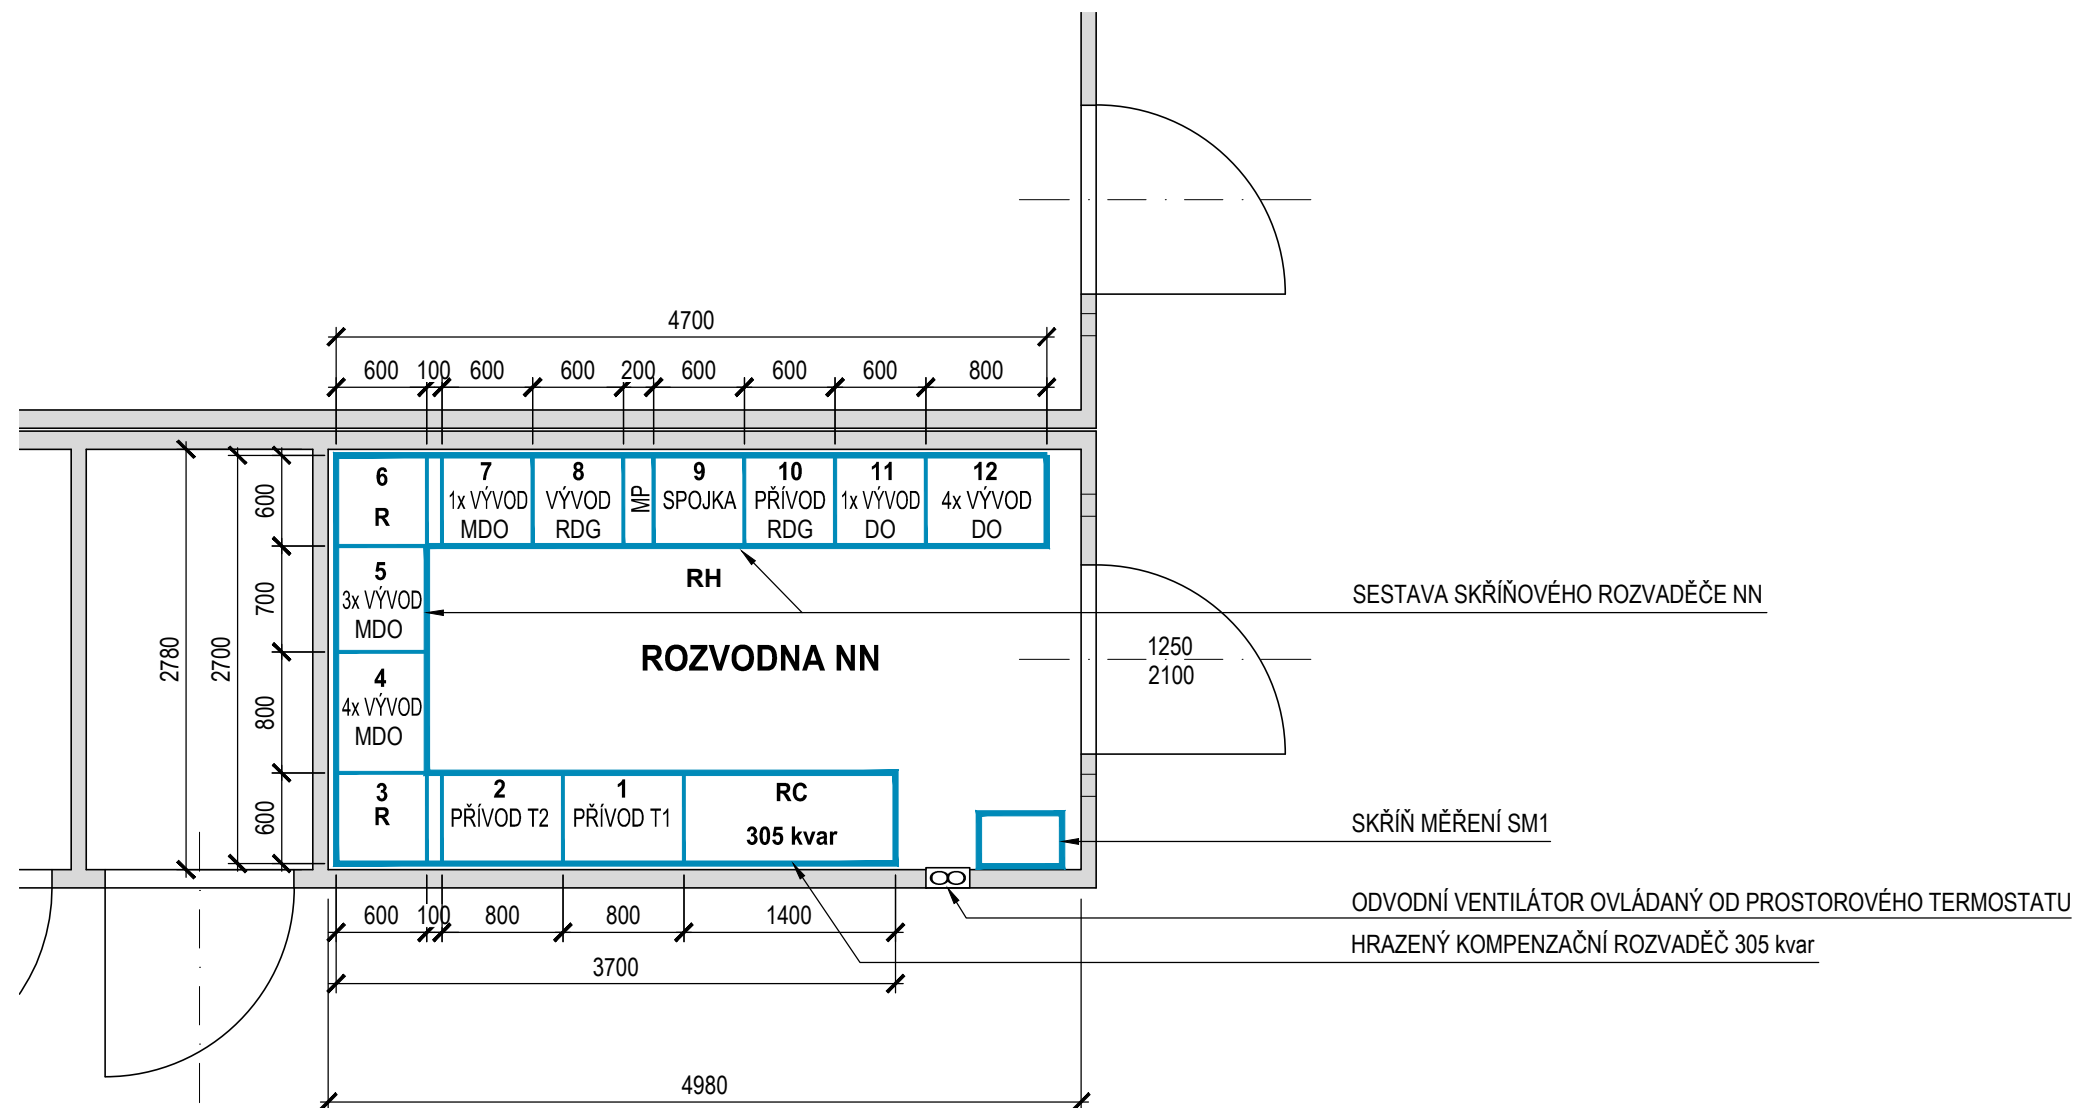 4700
600 100 600 600 200 600 600 600 800
6
R
7
1x VÝVOD
MDO
8
VÝVOD
RDG
MP
9
SPOJKA
10
PŘÍVOD
RDG
11
1x VÝVOD
DO
12
4x VÝVOD
DO
600
700
800
600
2780
2700
5
3x VÝVOD
MDO
4
4x VÝVOD
MDO
RH
ROZVODNA NN
SESTAVA SKŘÍŇOVÉHO ROZVADĚČE NN
1250
2100
3
R
2
PŘÍVOD T2
1
PŘÍVOD T1
RC
305 kvar
SKŘÍŇ MĚŘENÍ SM1
ODVODNÍ VENTILÁTOR OVLÁDANÝ OD PROSTOROVÉHO TERMOSTATU
HRAZENÝ KOMPENZAČNÍ ROZVADĚČ 305 kvar
600 100 800 800 1400
3700
4980